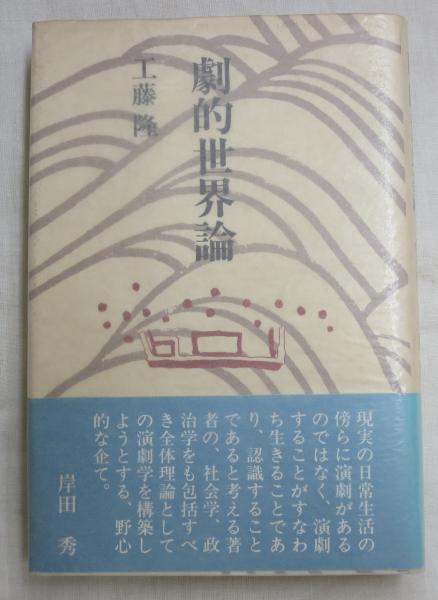 劇的世界論
工藤隆
現実の日常生活の
傍らに演劇がある
のではなく、演劇
することがすなわ
ち生きることであ
り、認識すること
であると考える著
者の、社会学、政
治学をも包括すべ
き全体理論として
の演劇学を構築し
ようとする、野心
的な企て。
岸田 秀